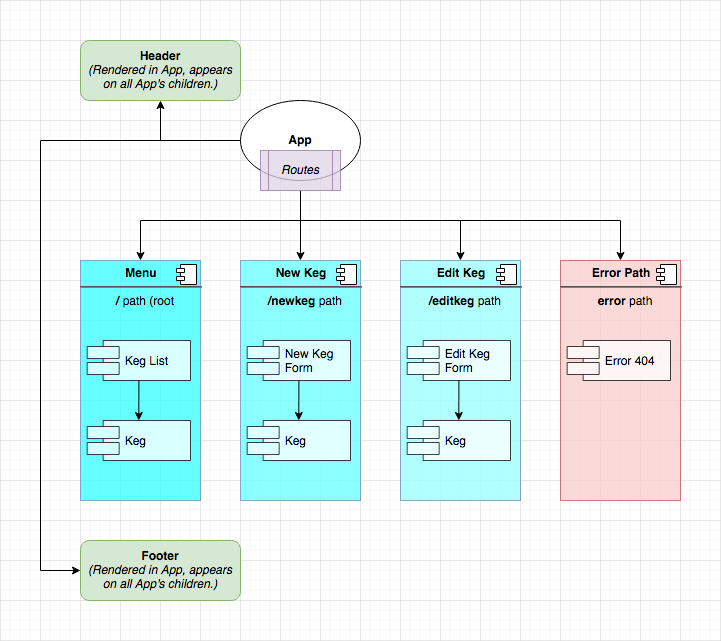 Header
(Rendered in App, appears
on all App's children.)
App
Routes
Menu
/ path (root
Keg List
Keg
New Keg
/newkeg path
New Keg
Form
Keg
Edit Keg
/editkeg path
Edit Keg
Form
Keg
Error Path
error path
Error 404
Footer
(Rendered in App, appears
on all App's children.)